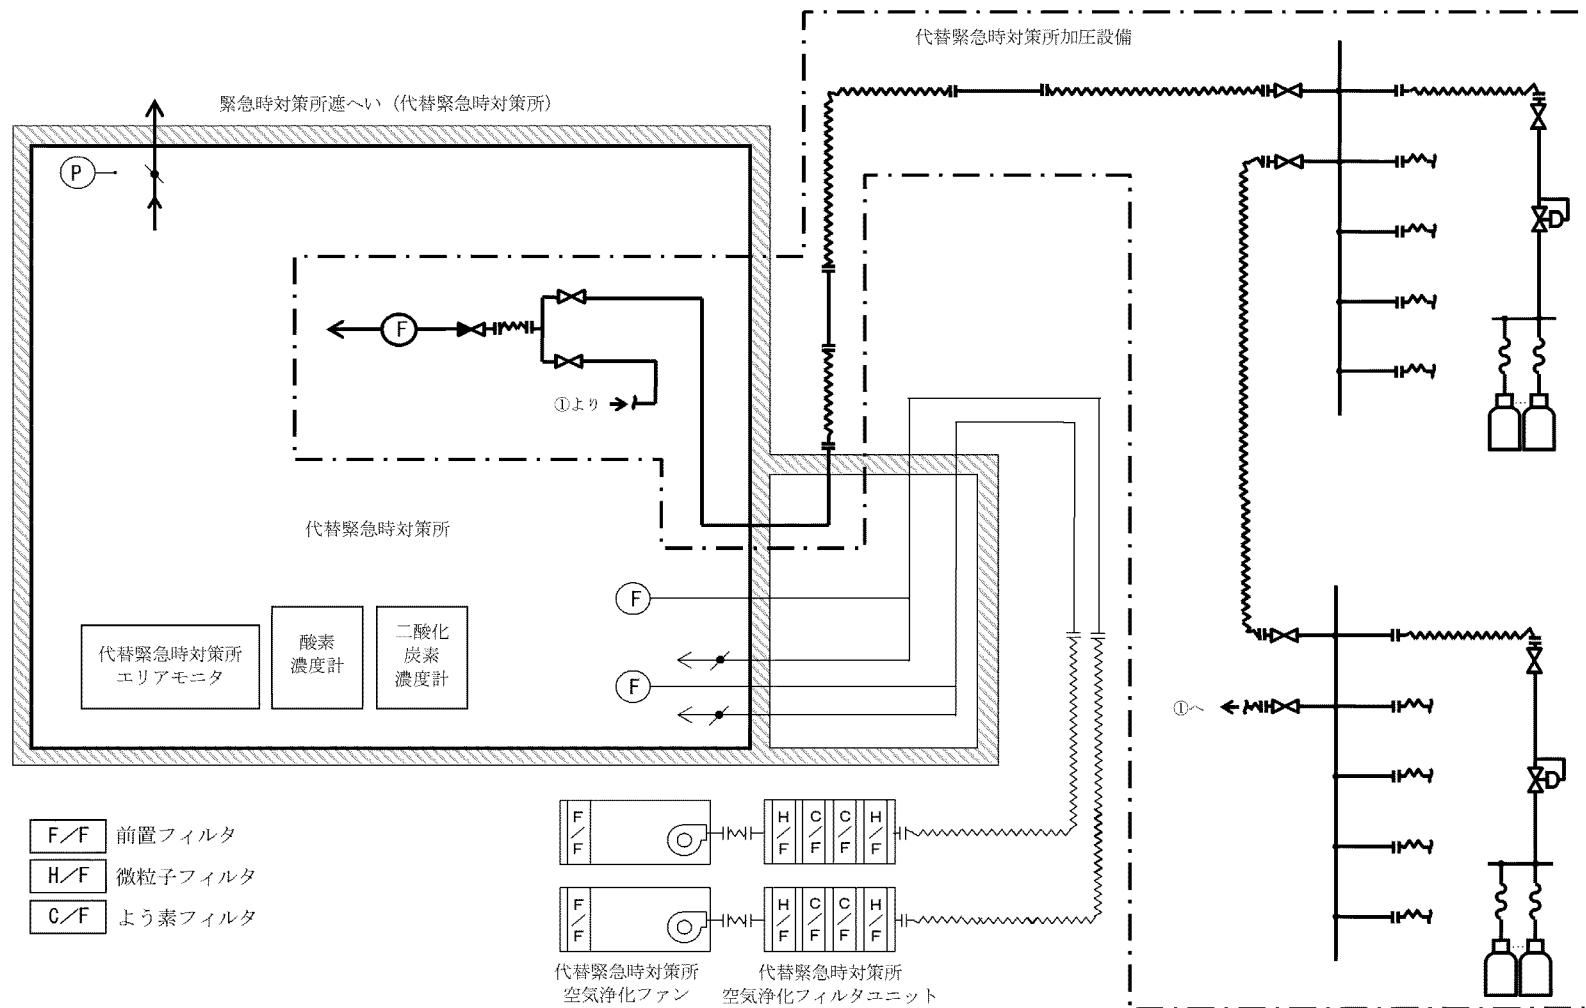 代替緊急時対策所加圧設備
緊急時対策所遮へい（代替緊急時対策所）
P
F
①より
代替緊急時対策所
F
F
代替緊急時対策所
エリアモニタ
酸素
濃度計
二酸化
炭素
濃度計
①へ
F/F 前置フィルタ
H/F 微粒子フィルタ
C/F よう素フィルタ
F/F
H/F C/F C/F H/F
F/F
H/F C/F C/F H/F
代替緊急時対策所
空気浄化ファン
代替緊急時対策所
空気浄化フィルタユニット